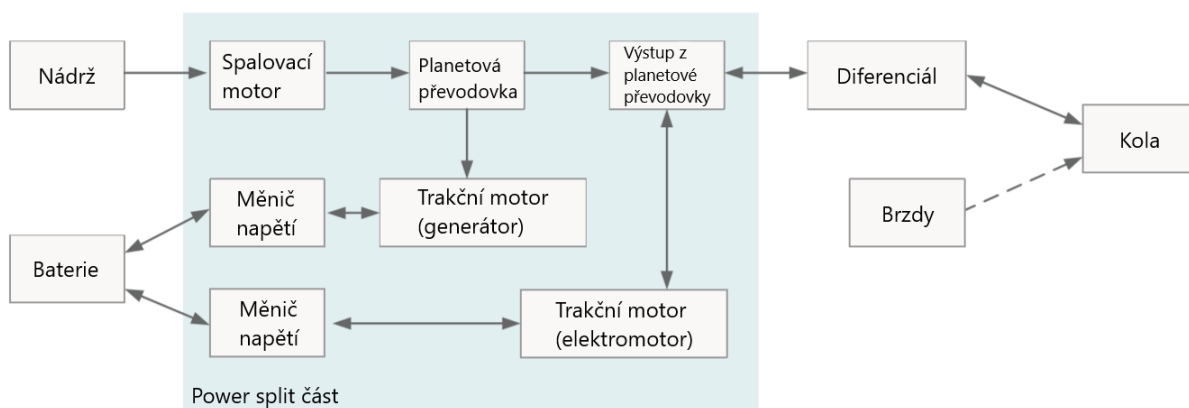 Nádrž
Spalovací
motor
Planetová
převodovka
Výstup z
planetové
převodovky
Diferenciál
Kola
Brzdy
Měnič
napětí
Trakční motor
(generátor)
Baterie
Měnič
napětí
Trakční motor
(elektromotor)
Power split část